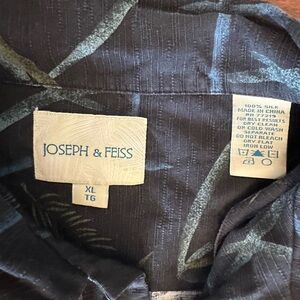 JOSEPH & FEISS
XL
TG
100% SILK
MADE IN CHINA
RN 77219
FOR BEST RESULTS
DRY CLEAN
OR COLD WASH
SEPARATE
DO NOT BLEACH
DRY FLAT
IRON LOW